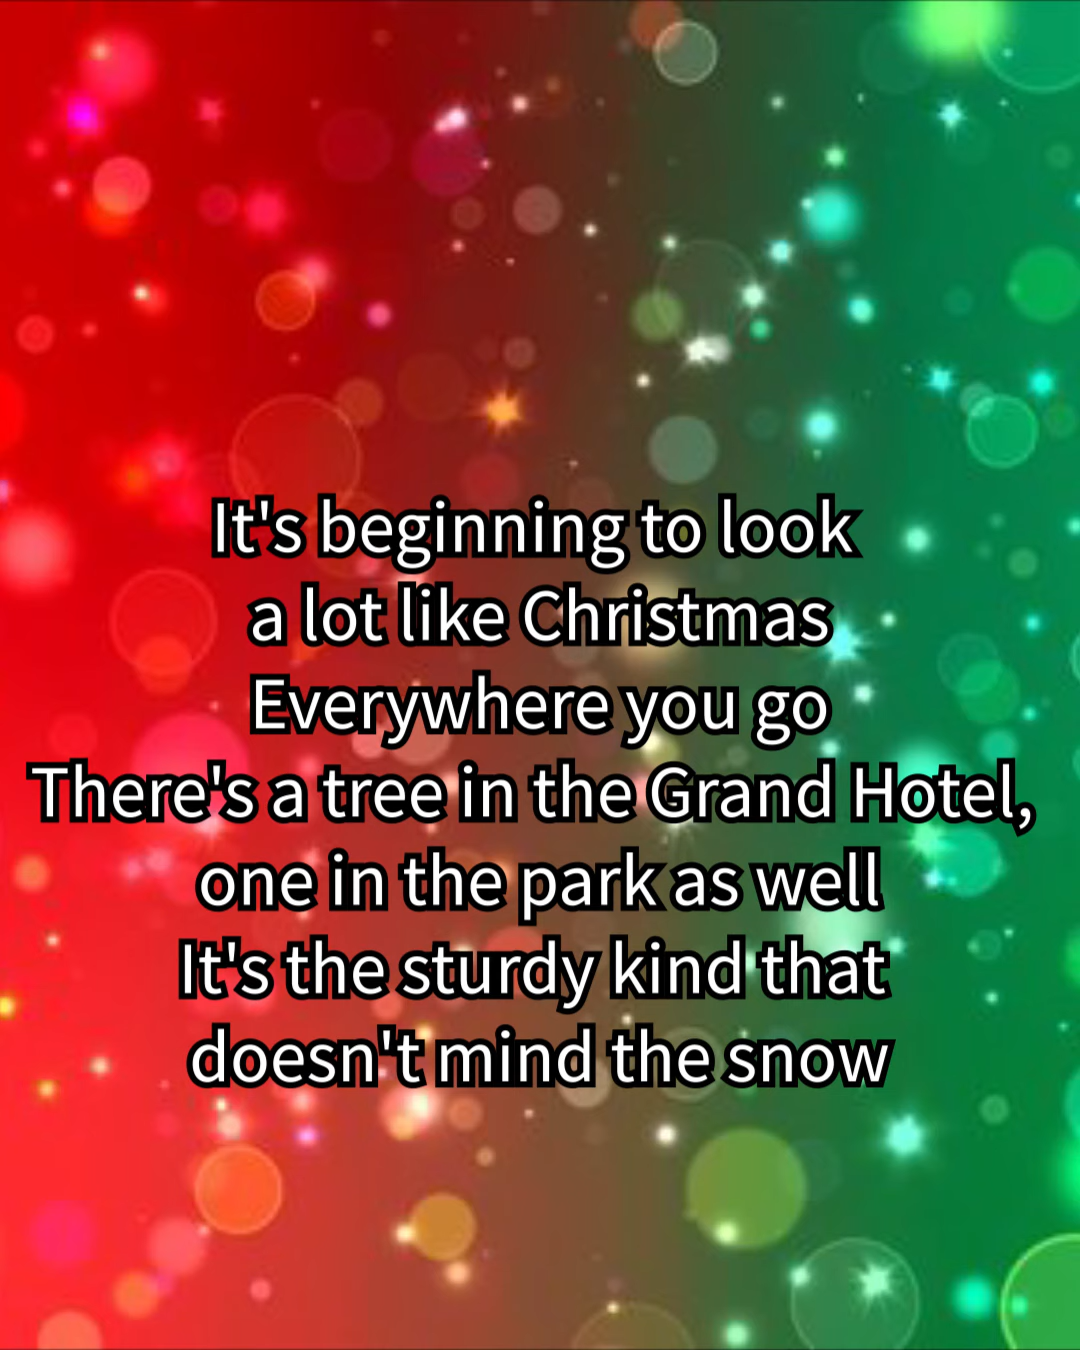 It's beginning to look
a lot like Christmas
Everywhere you go
There's a tree in the Grand Hotel,
one in the park as well
It's the sturdy kind that
doesn't mind the snow